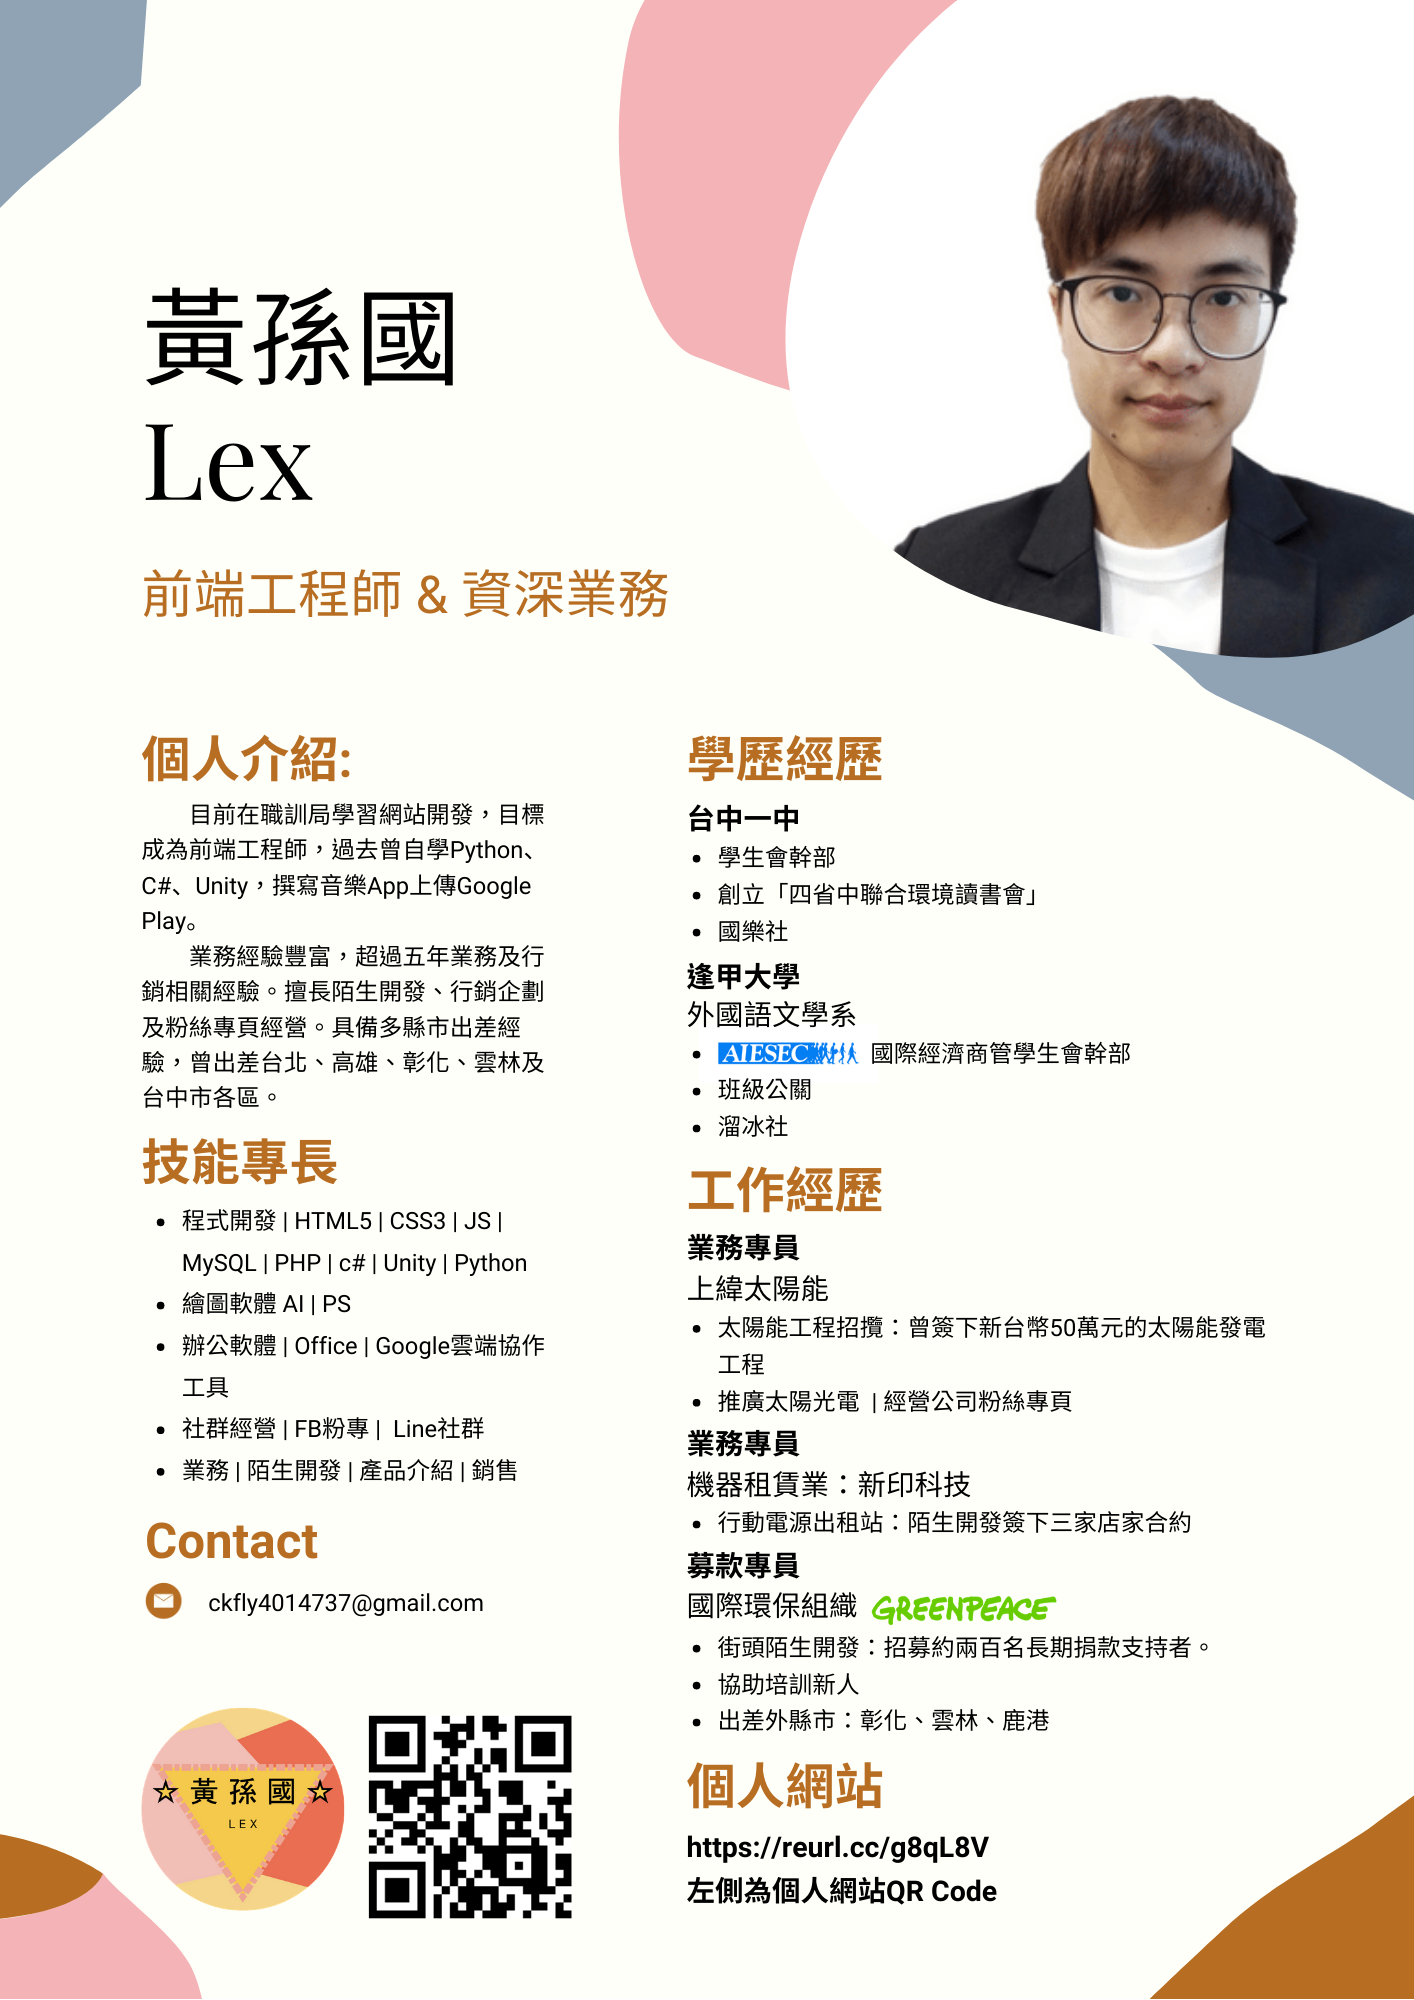 黃孫國
Lex
前端工程師 & 資深業務
個人介紹:
目前在職訓局學習網站開發，目標
成為前端工程師，過去曾自學Python、
C#、Unity，撰寫音樂App上傳Google
Play。
業務經驗豐富，超過五年業務及行
銷相關經驗。擅長陌生開發、行銷企劃
及粉絲專頁經營。具備多縣市出差經
驗，曾出差台北、高雄、彰化、雲林及
台中市各區。
技能專長
程式開發 | HTML5 | CSS3 | JS |
MySQL | PHP | c# | Unity | Python
繪圖軟體 AI | PS
辦公軟體 | Office | Google雲端協作
工具
社群經營 | FB粉專 | Line社群
業務 | 陌生開發 | 產品介紹 | 銷售
Contact
ckfly4014737@gmail.com
☆ 黃 孫 國 ☆
LEX
學歷經歷
台中一中
學生會幹部
創立「四省中聯合環境讀書會」
國樂社
逢甲大學
外國語文學系
AIESEC 國際經濟商管學生會幹部
班級公關
溜冰社
工作經歷
業務專員
上緯太陽能
太陽能工程招攬：曾簽下新台幣50萬元的太陽能發電
工程
推廣太陽光電 | 經營公司粉絲專頁
業務專員
機器租賃業：新印科技
行動電源出租站：陌生開發簽下三家店家合約
募款專員
國際環保組織 GREENPEACE
街頭陌生開發：招募約兩百名長期捐款支持者。
協助培訓新人
出差外縣市：彰化、雲林、鹿港
個人網站
https://reurl.cc/g8qL8V
左側為個人網站QR Code